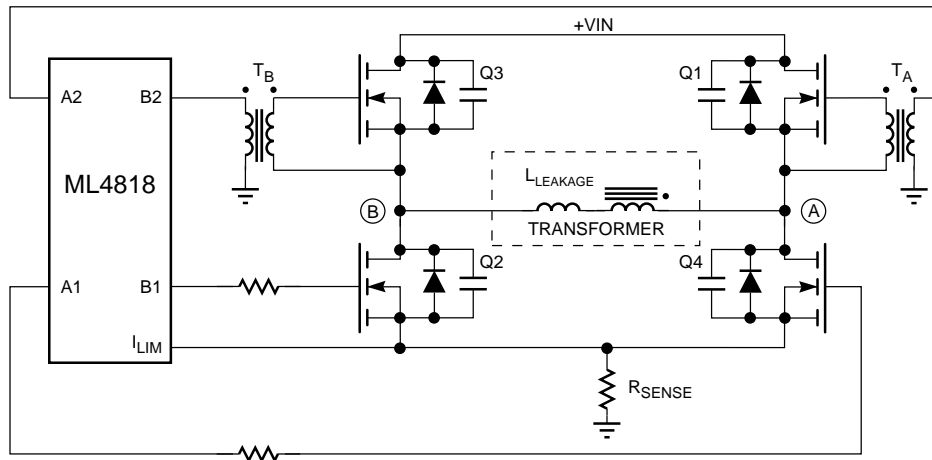 +VIN
T_B
Q3
Q1
T_A
A2
B2
ML4818
L_LEAKAGE
B
A
TRANSFORMER
Q2
Q4
A1
B1
I_LIM
R_SENSE